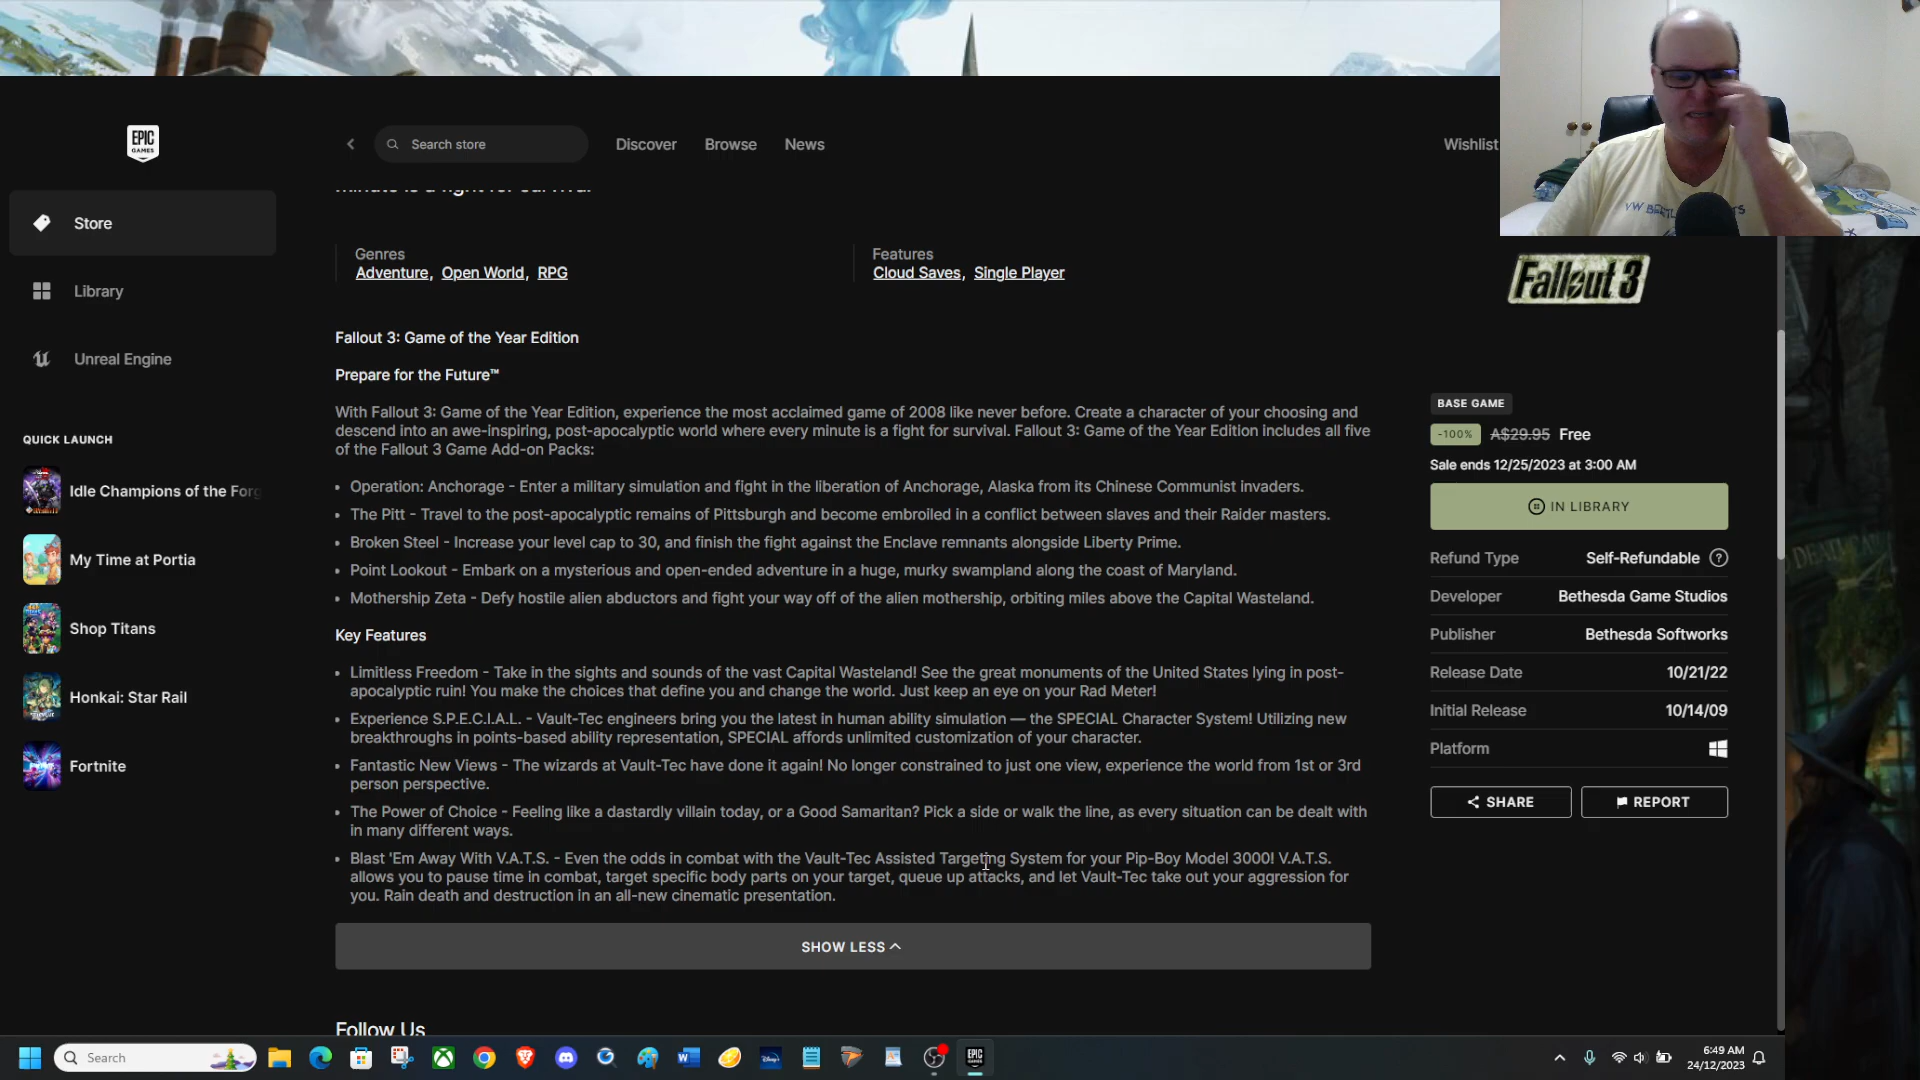 EPIC
GAMES
Search store
Discover
Browse
News
Wishlist
Store
Library
Unreal Engine
QUICK LAUNCH
Idle Champions of the Forg
My Time at Portia
Shop Titans
Honkai: Star Rail
Fortnite
minute is a fight for survival
Genres
Adventure, Open World, RPG
Features
Cloud Saves, Single Player
Fallout 3: Game of the Year Edition
Prepare for the Future™
With Fallout 3: Game of the Year Edition, experience the most acclaimed game of 2008 like never before. Create a character of your choosing and
descend into an awe-inspiring, post-apocalyptic world where every minute is a fight for survival. Fallout 3: Game of the Year Edition includes all five
of the Fallout 3 Game Add-on Packs:
• Operation: Anchorage - Enter a military simulation and fight in the liberation of Anchorage, Alaska from its Chinese Communist invaders.
• The Pitt - Travel to the post-apocalyptic remains of Pittsburgh and become embroiled in a conflict between slaves and their Raider masters.
• Broken Steel - Increase your level cap to 30, and finish the fight against the Enclave remnants alongside Liberty Prime.
• Point Lookout - Embark on a mysterious and open-ended adventure in a huge, murky swampland along the coast of Maryland.
• Mothership Zeta - Defy hostile alien abductors and fight your way off of the alien mothership, orbiting miles above the Capital Wasteland.
Key Features
• Limitless Freedom - Take in the sights and sounds of the vast Capital Wasteland! See the great monuments of the United States lying in post-
apocalyptic ruin! You make the choices that define you and change the world. Just keep an eye on your Rad Meter!
• Experience S.P.E.C.I.A.L. - Vault-Tec engineers bring you the latest in human ability simulation — the SPECIAL Character System! Utilizing new
breakthroughs in points-based ability representation, SPECIAL affords unlimited customization of your character.
• Fantastic New Views - The wizards at Vault-Tec have done it again! No longer constrained to just one view, experience the world from 1st or 3rd
person perspective.
• The Power of Choice - Feeling like a dastardly villain today, or a Good Samaritan? Pick a side or walk the line, as every situation can be dealt with
in many different ways.
• Blast 'Em Away With V.A.T.S. - Even the odds in combat with the Vault-Tec Assisted Targeting System for your Pip-Boy Model 3000! V.A.T.S.
allows you to pause time in combat, target specific body parts on your target, queue up attacks, and let Vault-Tec take out your aggression for
you. Rain death and destruction in an all-new cinematic presentation.
SHOW LESS
Follow Us
Fallout 3
BASE GAME
-100% A$29.95 Free
Sale ends 12/25/2023 at 3:00 AM
IN LIBRARY
Refund Type Self-Refundable
Developer Bethesda Game Studios
Publisher Bethesda Softworks
Release Date 10/21/22
Initial Release 10/14/09
Platform
SHARE
REPORT
Search
6:49 AM
24/12/2023